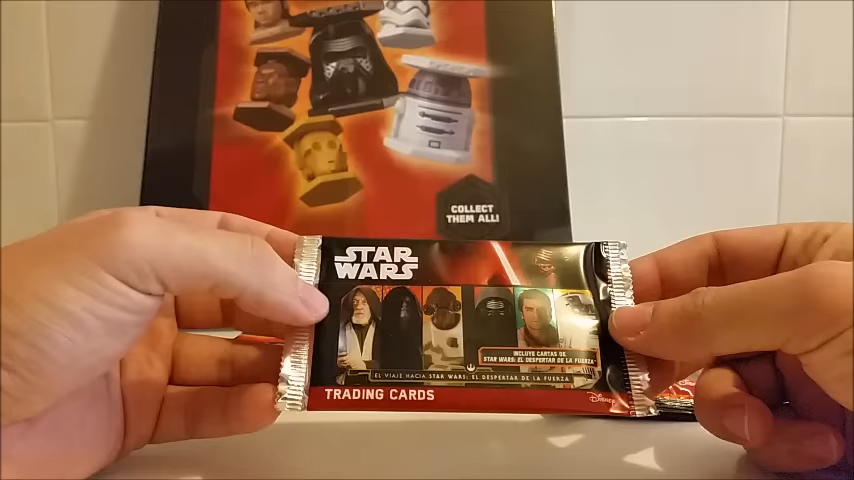 COLLECT
THEM ALL!
STAR
WARS
INCLUYE CARTAS DE
STAR WARS: EL DESPERTAR DE LA FUERZA
EL VIAJE HACIA STAR WARS: EL DESPERTAR DE LA FUERZA
TRADING CARDS
Disney